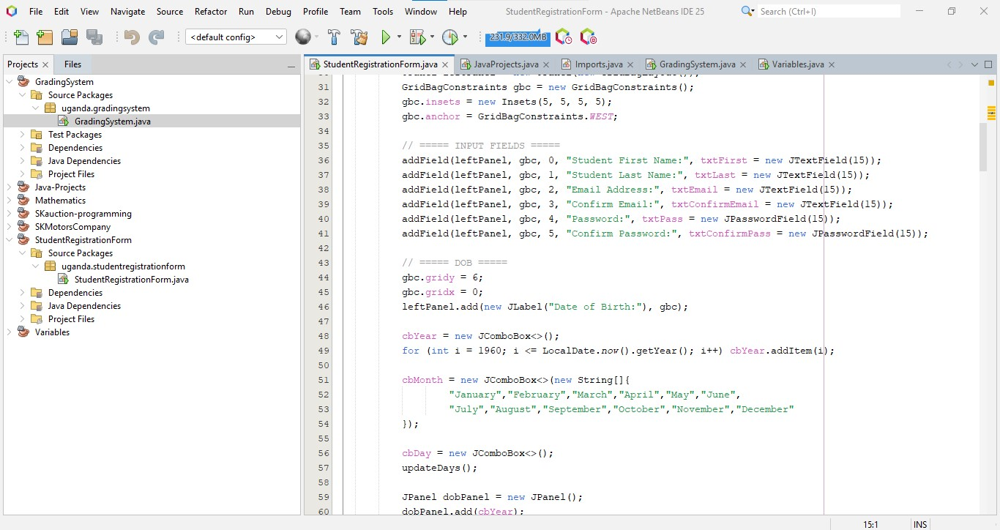 File Edit View Navigate Source Refactor Run Debug Profile Team Tools Window Help StudentRegistrationForm - Apache NetBeans IDE 25 Search (Ctrl+I)
<default config> 231.9/332.0MB
Projects Files
GradingSystem
Source Packages
uganda.gradingsystem
GradingSystem.java
Test Packages
Dependencies
Java Dependencies
Project Files
Java-Projects
Mathematics
SKauction-programming
SKMotorsCompany
StudentRegistrationForm
Source Packages
uganda.studentregistrationform
StudentRegistrationForm.java
Dependencies
Java Dependencies
Project Files
Variables
StudentRegistrationForm.java JavaProjects.java Imports.java GradingSystem.java Variables.java
31 GridBagConstraints gbc = new GridBagConstraints();
32 gbc.insets = new Insets(5, 5, 5, 5);
33 gbc.anchor = GridBagConstraints.WEST;
34
35 // ===== INPUT FIELDS =====
36 addField(leftPanel, gbc, 0, "Student First Name:", txtFirst = new JTextField(15));
37 addField(leftPanel, gbc, 1, "Student Last Name:", txtLast = new JTextField(15));
38 addField(leftPanel, gbc, 2, "Email Address:", txtEmail = new JTextField(15));
39 addField(leftPanel, gbc, 3, "Confirm Email:", txtConfirmEmail = new JTextField(15));
40 addField(leftPanel, gbc, 4, "Password:", txtPass = new JPasswordField(15));
41 addField(leftPanel, gbc, 5, "Confirm Password:", txtConfirmPass = new JPasswordField(15));
42
43 // ===== DOB =====
44 gbc.gridy = 6;
45 gbc.gridx = 0;
46 leftPanel.add(new JLabel("Date of Birth:"), gbc);
47
48 cbYear = new JComboBox<>();
49 for (int i = 1960; i <= LocalDate.now().getYear(); i++) cbYear.addItem(i);
50
51 cbMonth = new JComboBox<>(new String[]{
52 "January","February","March","April","May","June",
53 "July","August","September","October","November","December"
54 });
55
56 cbDay = new JComboBox<>();
57 updateDays();
58
59 JPanel dobPanel = new JPanel();
60 dobPanel.add(cbYear);
15:1 INS